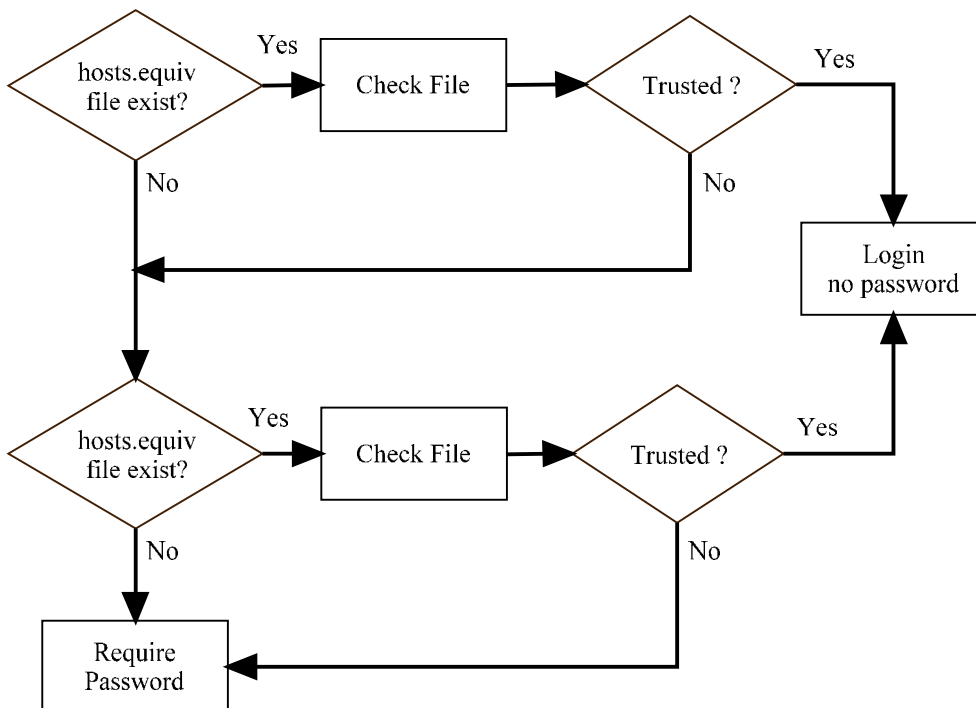 hosts.equiv
file exist?
Yes
Check File
Trusted ?
Yes
No
No
Login
no password
hosts.equiv
file exist?
Yes
Check File
Trusted ?
Yes
No
No
Require
Password